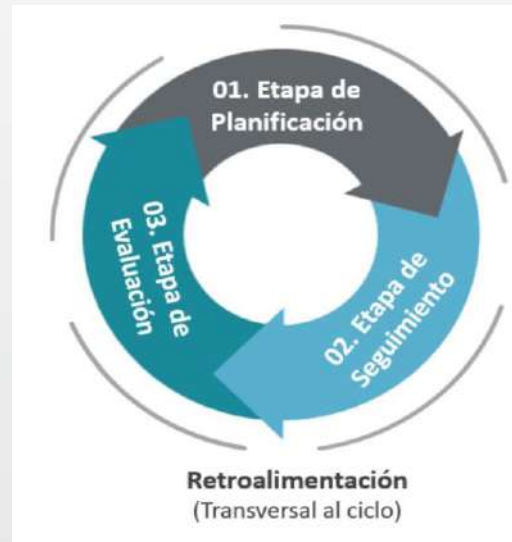 01. Etapa de
Planificación
02. Etapa de
Seguimiento
03. Etapa de
Evaluación
Retroalimentación
(Transversal al ciclo)